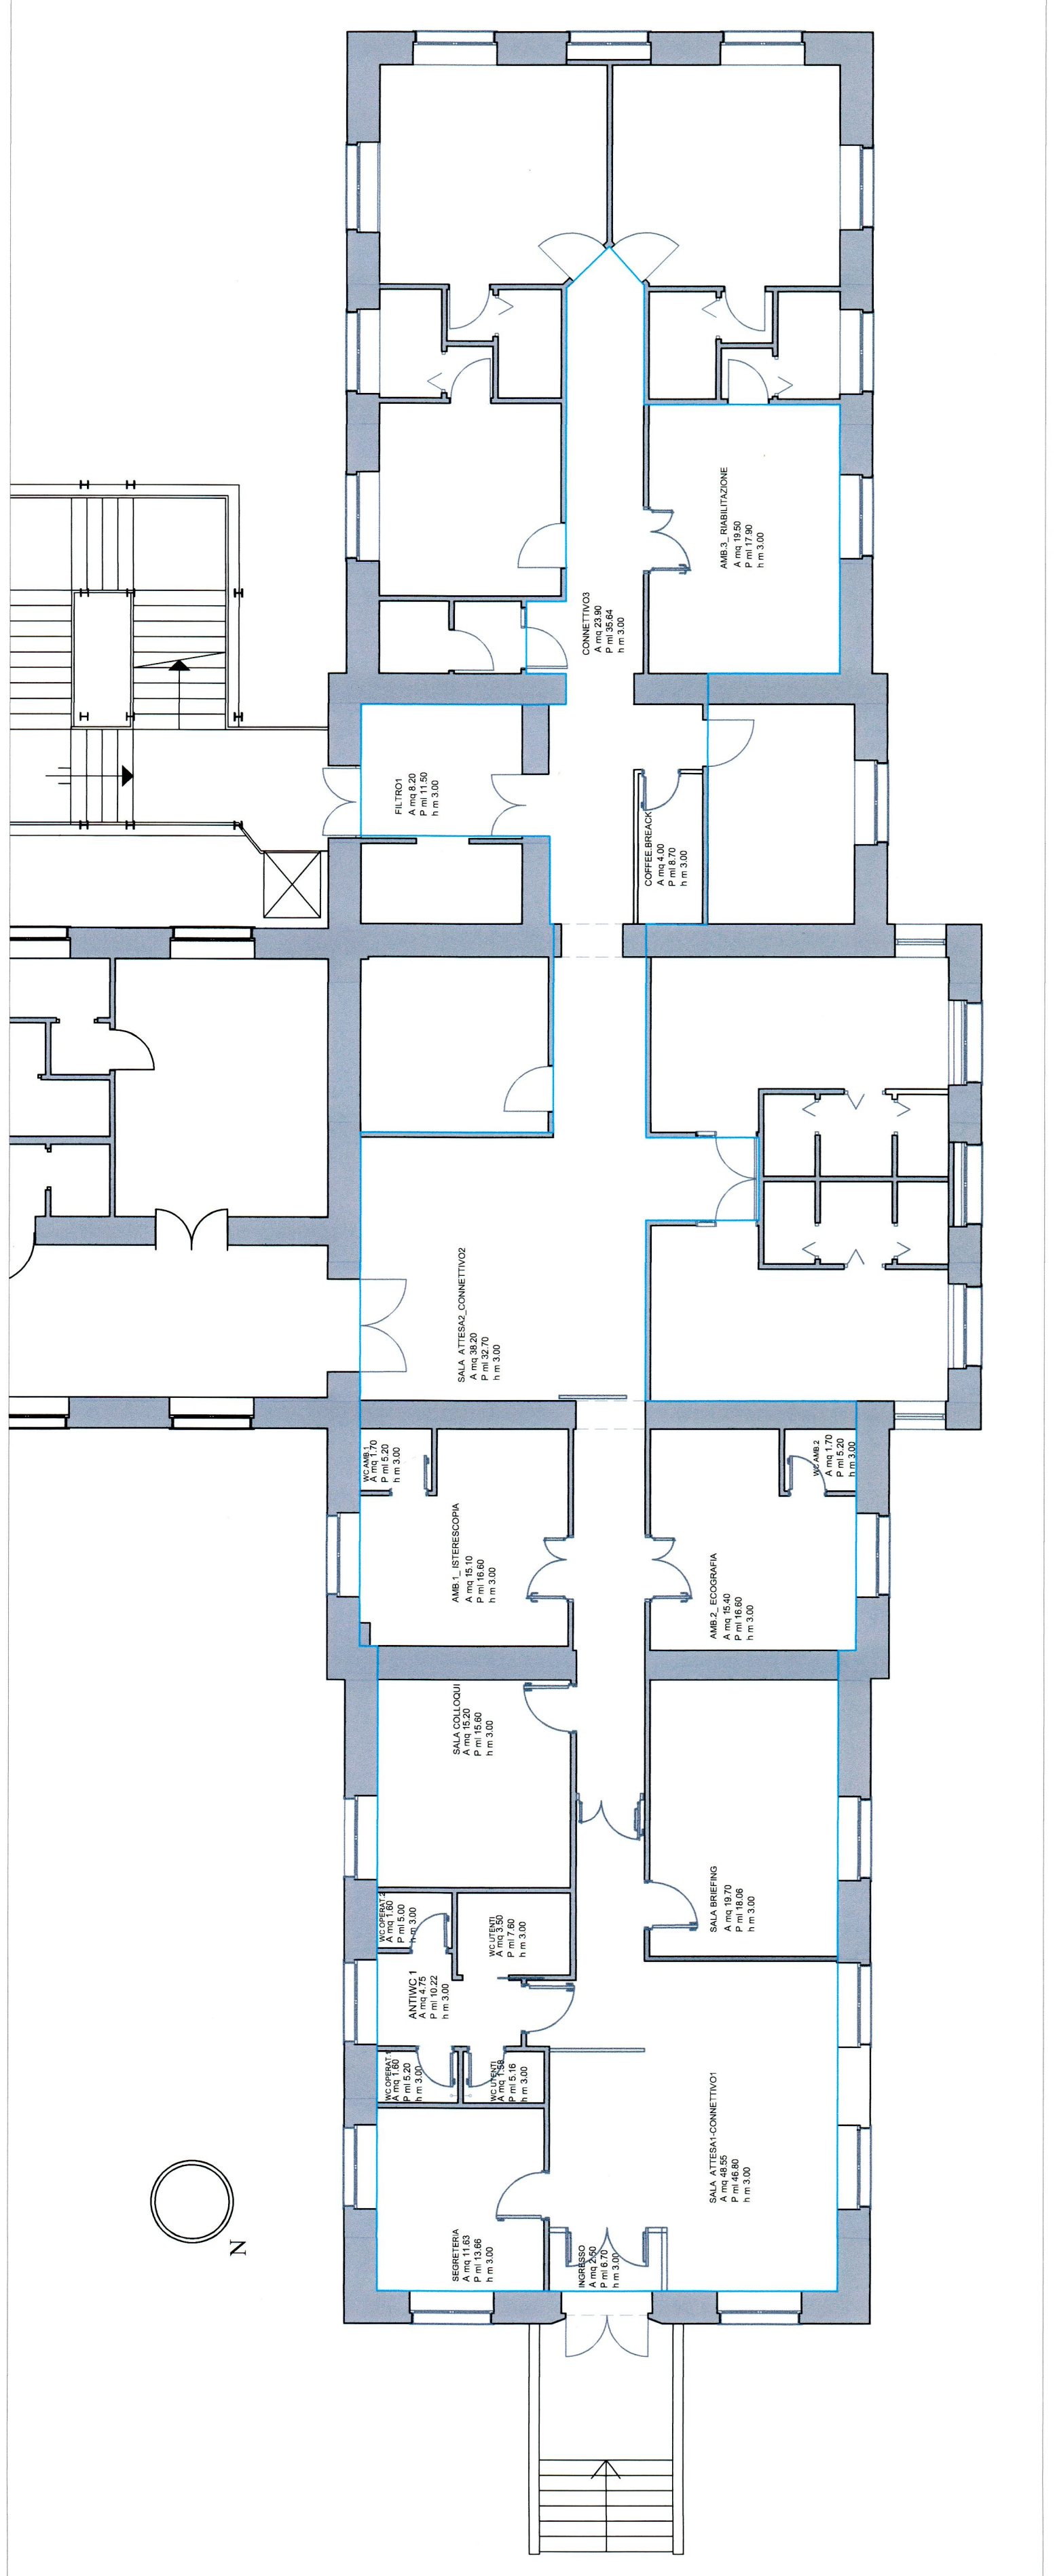 AMB.3_ RIABILITAZIONE
A mq 19.50
P ml 17.90
h m 3.00
CONNETTIVO3
A mq 23.90
P ml 35.64
h m 3.00
FILTRO1
A mq 8.20
P ml 11.50
h m 3.00
COFFEE.BREACK
A mq 4.00
P ml 8.70
h m 3.00
SALA ATTESA2_CONNETTIVO2
A mq 38.20
P ml 32.70
h m 3.00
WC AMB.1
A mq 1.70
P ml 5.20
h m 3.00
WC AMB.2
A mq 1.70
P ml 5.20
h m 3.00
AMB.1_ ISTERESCOPIA
A mq 15.10
P ml 16.60
h m 3.00
AMB.2_ ECOGRAFIA
A mq 15.40
P ml 16.60
h m 3.00
SALA COLLOQUI
A mq 15.20
P ml 15.60
h m 3.00
SALA BRIEFING
A mq 19.70
P ml 18.06
h m 3.00
WC OPERAT.2
A mq 1.60
P ml 5.00
h m 3.00
WC UTENTI
A mq 3.50
P ml 7.60
h m 3.00
ANTIWC 1
A mq 4.75
P ml 10.22
h m 3.00
WC OPERAT.1
A mq 1.60
P ml 5.20
h m 3.00
WC UTENTI
A mq 1.58
P ml 5.16
h m 3.00
SALA ATTESA1-CONNETTIVO1
A mq 48.55
P ml 46.80
h m 3.00
SEGRETERIA
A mq 11.63
P ml 13.66
h m 3.00
INGRESSO
A mq 2.50
P ml 6.70
h m 3.00
N